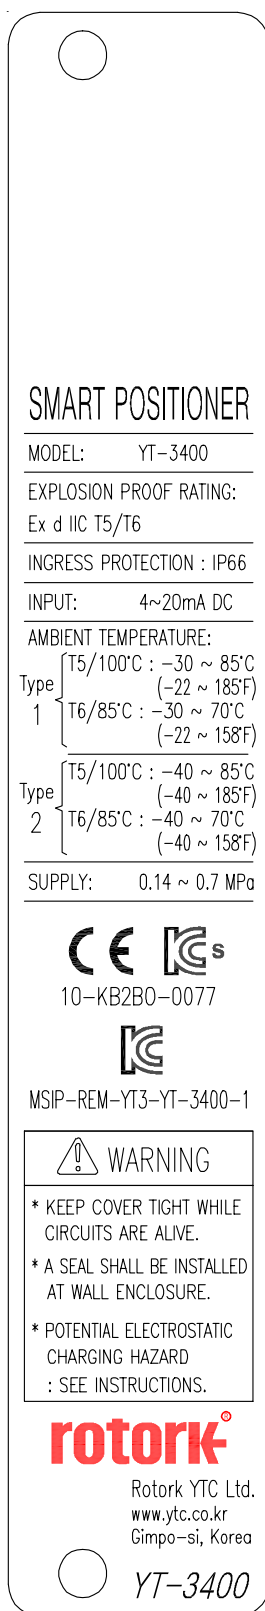 SMART POSITIONER
MODEL: YT-3400
EXPLOSION PROOF RATING:
Ex d IIC T5/T6
INGRESS PROTECTION : IP66
INPUT: 4~20mA DC
AMBIENT TEMPERATURE:
Type 1
T5/100°C : -30 ~ 85°C
(-22 ~ 185°F)
T6/85°C : -30 ~ 70°C
(-22 ~ 158°F)
Type 2
T5/100°C : -40 ~ 85°C
(-40 ~ 185°F)
T6/85°C : -40 ~ 70°C
(-40 ~ 158°F)
SUPPLY: 0.14 ~ 0.7 MPa
CE KCs
10-KB2BO-0077
KC
MSIP-REM-YT3-YT-3400-1
! WARNING
* KEEP COVER TIGHT WHILE
CIRCUITS ARE ALIVE.
* A SEAL SHALL BE INSTALLED
AT WALL ENCLOSURE.
* POTENTIAL ELECTROSTATIC
CHARGING HAZARD
: SEE INSTRUCTIONS.
rotork®
Rotork YTC Ltd.
www.ytc.co.kr
Gimpo-si, Korea
YT-3400